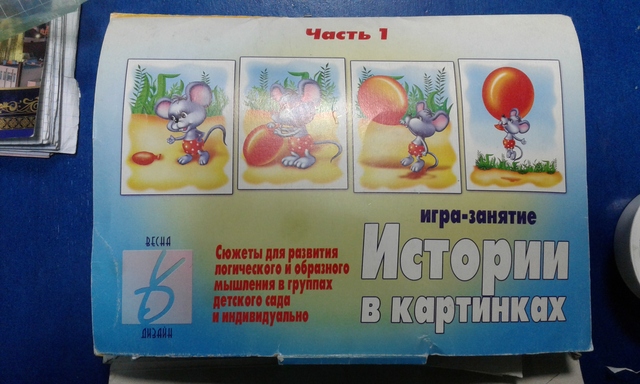 Часть 1
игра-занятие
Истории
в картинках
Сюжеты для развития
логического и образного
мышления в группах
детского сада
и индивидуально
ВЕСНА
ДИЗАЙН